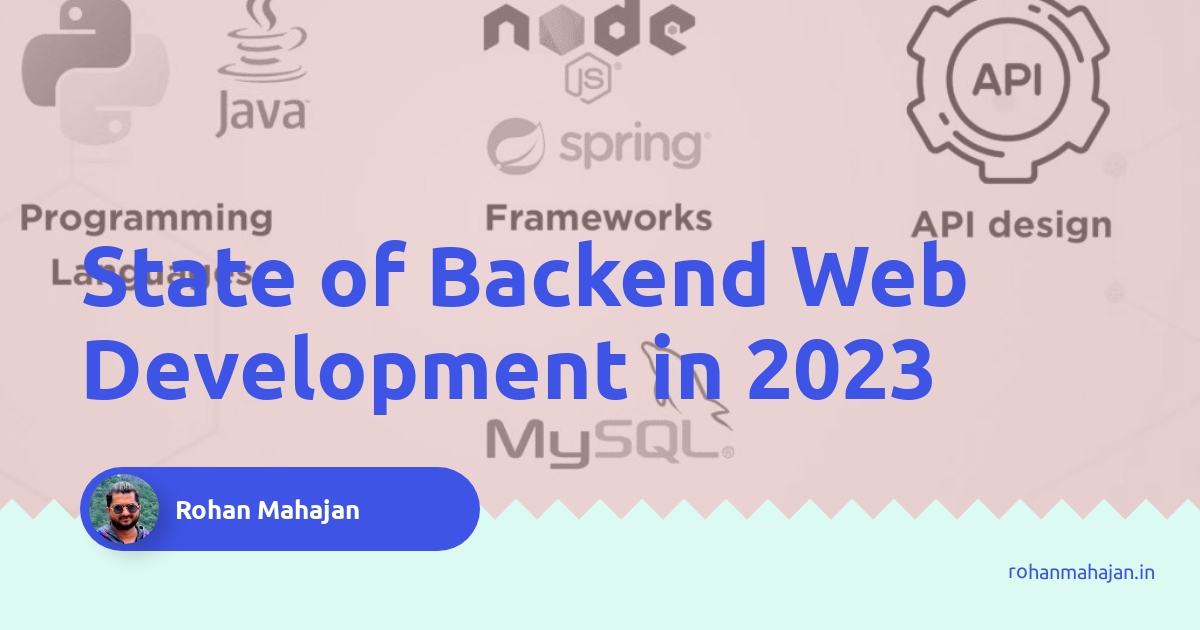 node
JS
API
Java
spring
Programming
Languages
Frameworks
API design
State of Backend Web
Development in 2023
MySQL®
Rohan Mahajan
rohanmahajan.in